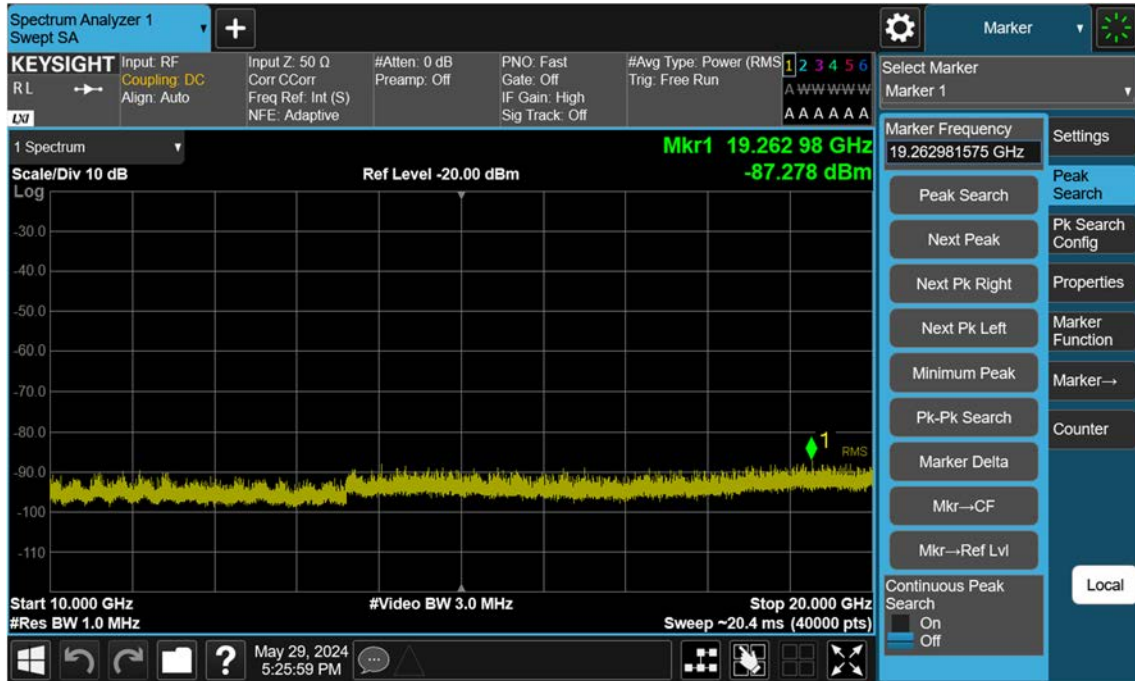 Spectrum Analyzer 1
Swept SA
+
Marker
KEYSIGHT
R L
LXI
Input: RF
Coupling: DC
Align: Auto
Input Z: 50 Ω
Corr CCorr
Freq Ref: Int (S)
NFE: Adaptive
#Atten: 0 dB
Preamp: Off
PNO: Fast
Gate: Off
IF Gain: High
Sig Track: Off
#Avg Type: Power (RMS
Trig: Free Run
1 2 3 4 5 6
A W W W W W
A A A A A A
Select Marker
Marker 1
1 Spectrum
Mkr1 19.262 98 GHz
-87.278 dBm
Scale/Div 10 dB
Ref Level -20.00 dBm
Log
-30.0
-40.0
-50.0
-60.0
-70.0
-80.0
-90.0
-100
-110
1
RMS
Start 10.000 GHz
#Res BW 1.0 MHz
#Video BW 3.0 MHz
Stop 20.000 GHz
Sweep ~20.4 ms (40000 pts)
Marker Frequency
19.262981575 GHz
Peak Search
Next Peak
Next Pk Right
Next Pk Left
Minimum Peak
Pk-Pk Search
Marker Delta
Mkr→CF
Mkr→Ref Lvl
Continuous Peak
Search
On
Off
Settings
Peak
Search
Pk Search
Config
Properties
Marker
Function
Marker→
Counter
Local
?
May 29, 2024
5:25:59 PM